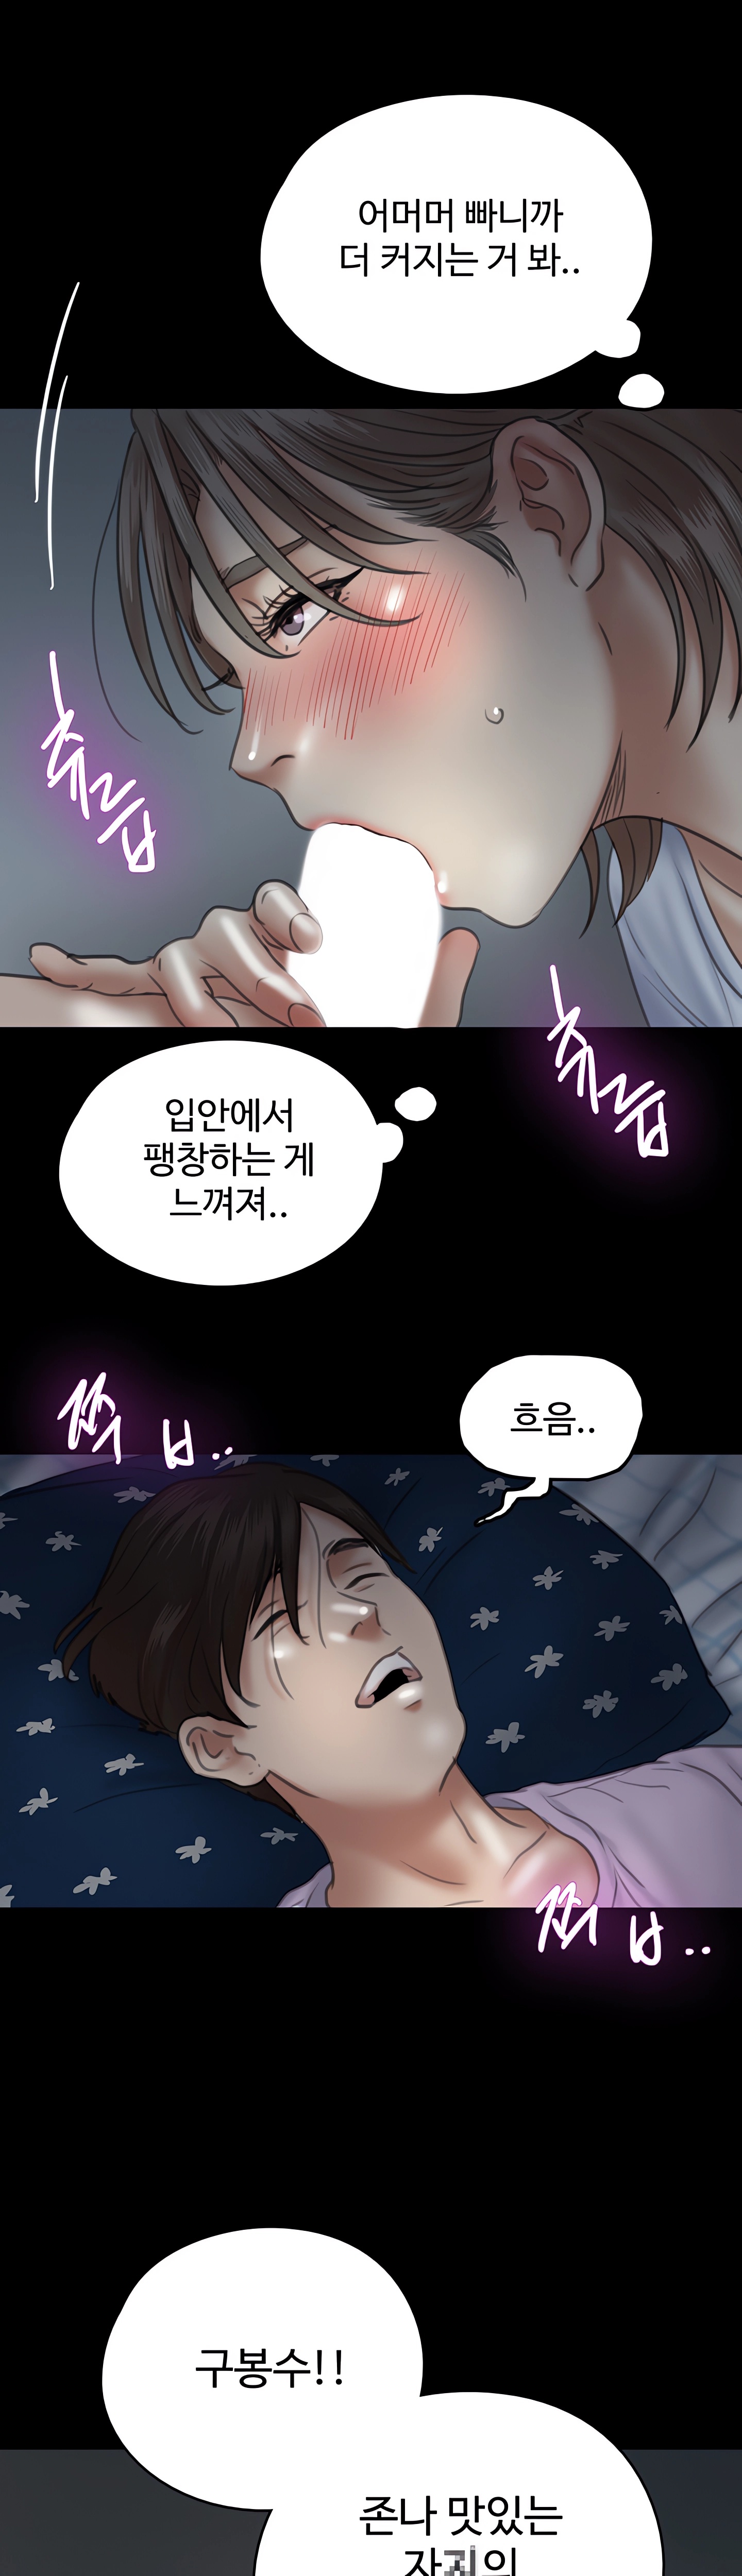 어머머 빠니까
더 커지는 거 봐..
츄릅
츄릅
입안에서
팽창하는 게
느껴져..
쯔
흐음..
쯔
구봉수!!
존나 맛있는